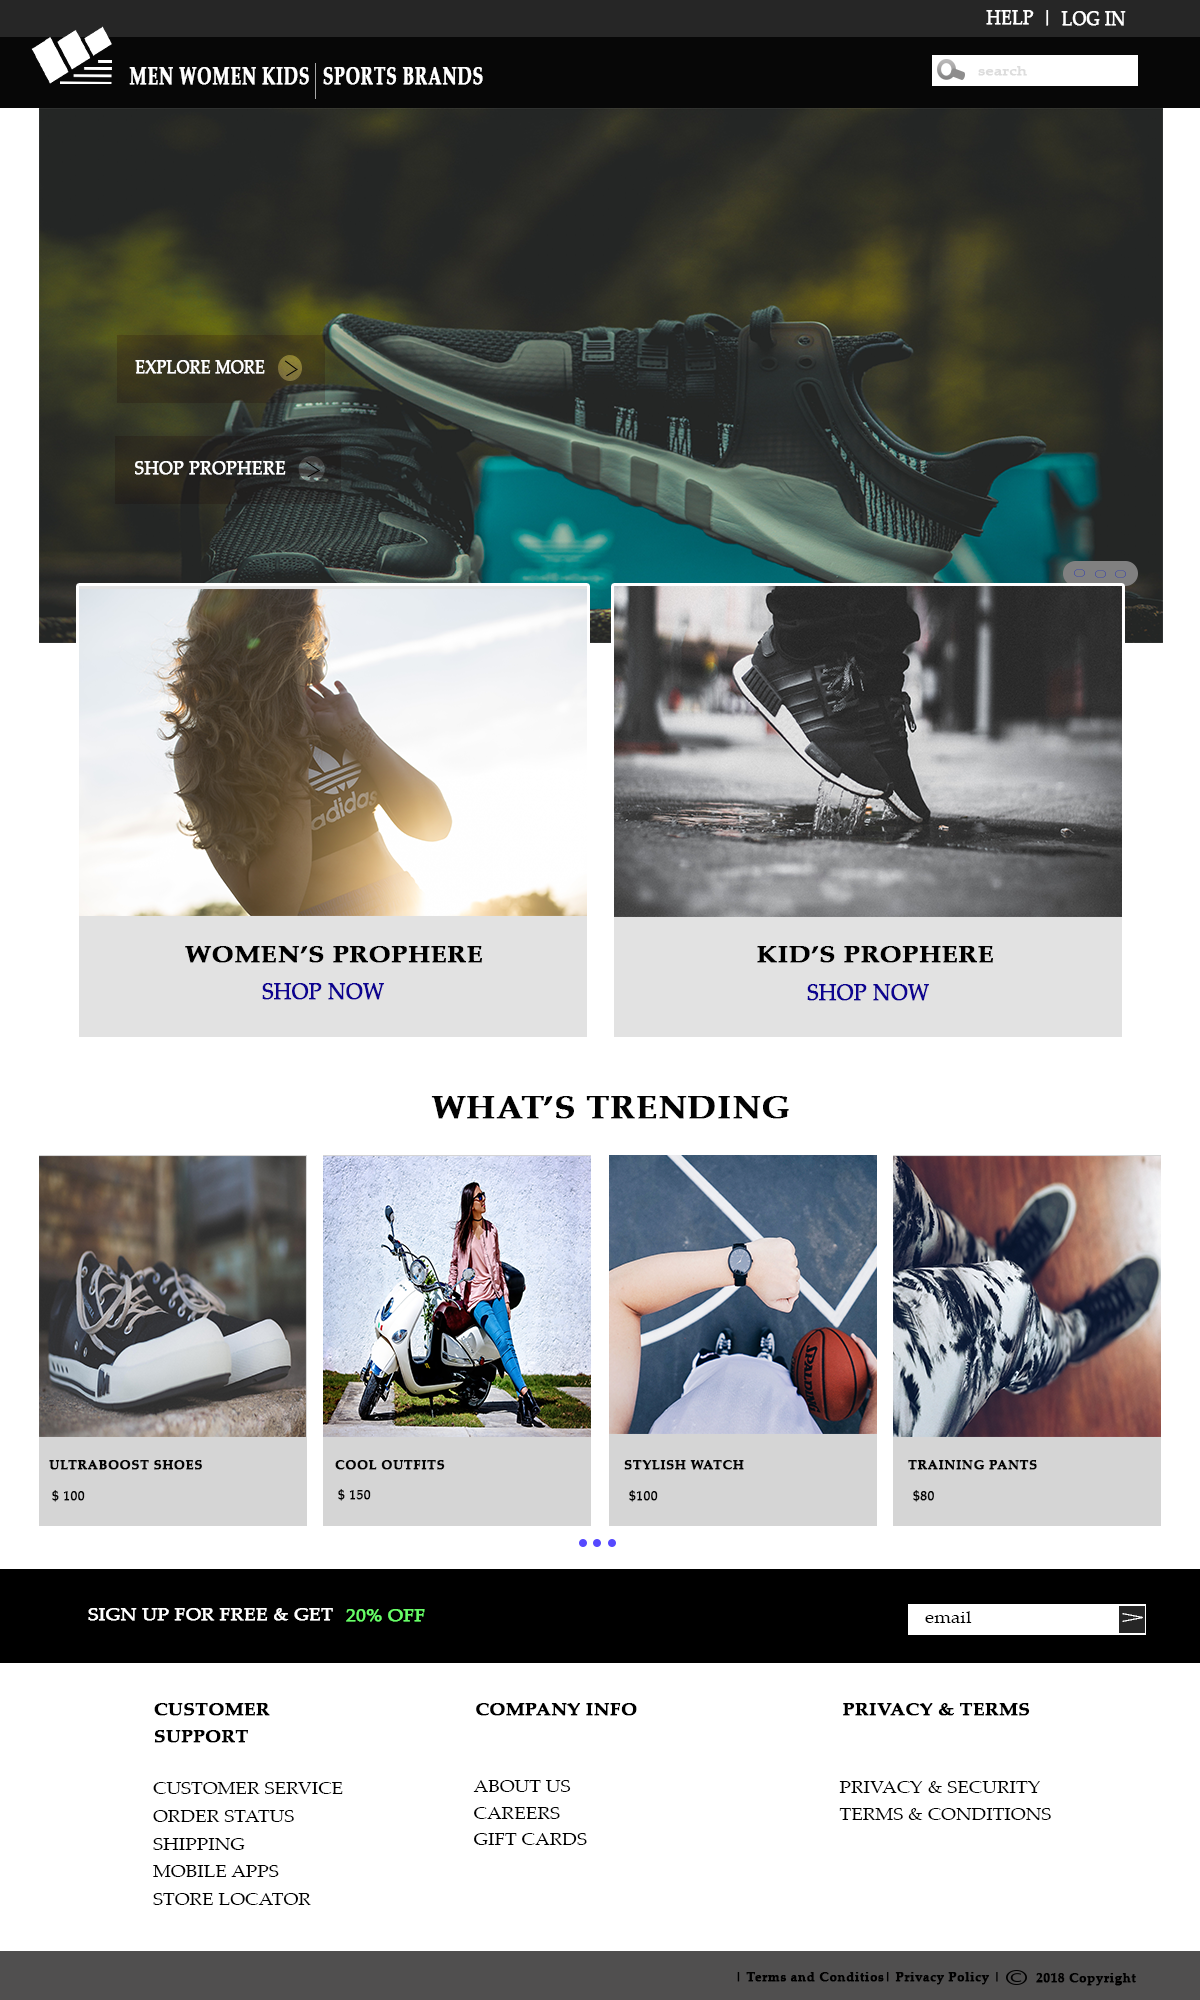 HELP | LOG IN
MEN WOMEN KIDS | SPORTS BRANDS
search
EXPLORE MORE >
SHOP PROPHERE >
adidas
WOMEN'S PROPHERE
SHOP NOW
KID'S PROPHERE
SHOP NOW
WHAT'S TRENDING
SPALDING
ULTRABOOST SHOES
$ 100
COOL OUTFITS
$ 150
STYLISH WATCH
$100
TRAINING PANTS
$80
SIGN UP FOR FREE & GET 20% OFF
email >
CUSTOMER
SUPPORT
CUSTOMER SERVICE
ORDER STATUS
SHIPPING
MOBILE APPS
STORE LOCATOR
COMPANY INFO
ABOUT US
CAREERS
GIFT CARDS
PRIVACY & TERMS
PRIVACY & SECURITY
TERMS & CONDITIONS
| Terms and Conditios | Privacy Policy | © 2018 Copyright